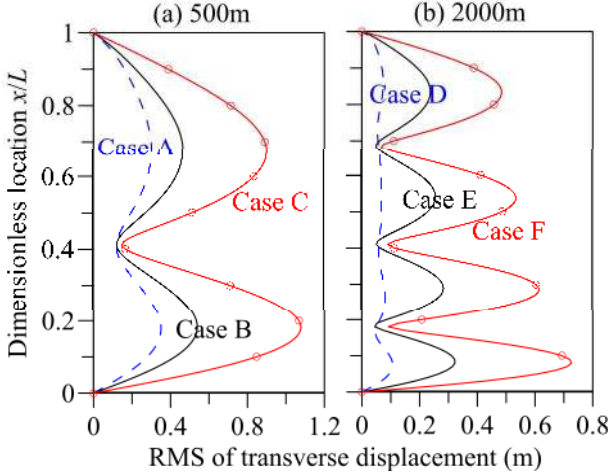 (a) 500m
(b) 2000m
Dimensionless location x/L
1
0.8
0.6
0.4
0.2
0
Case A
Case C
Case B
Case D
Case E
Case F
0 0.4 0.8 1.2
0 0.2 0.4 0.6 0.8
RMS of transverse displacement (m)